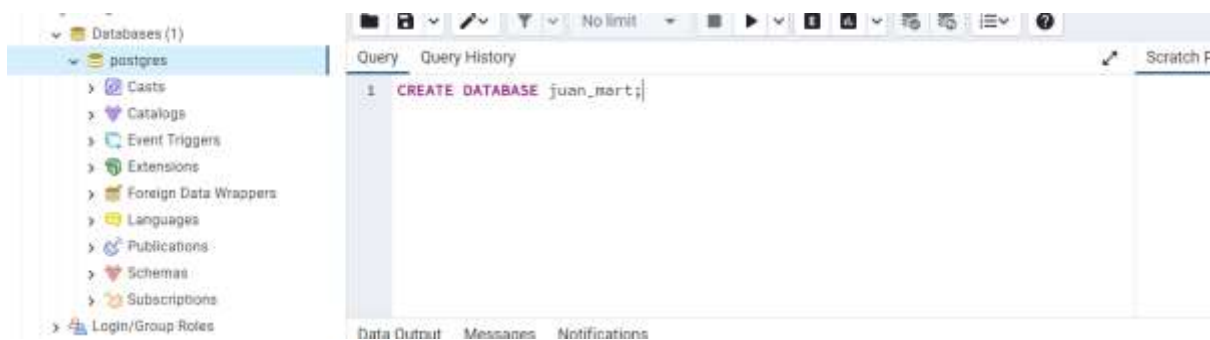 Databases (1)
postgres
Casts
Catalogs
Event Triggers
Extensions
Foreign Data Wrappers
Languages
Publications
Schemas
Subscriptions
Login/Group Roles
No limit
Query Query History
Scratch P
1 CREATE DATABASE juan_mart;
Data Output Messages Notifications